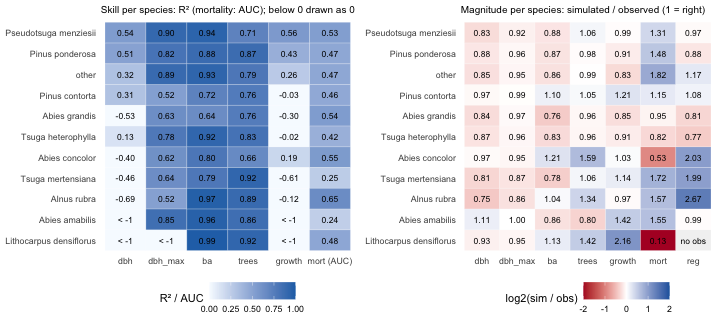 Skill per species: R² (mortality: AUC); below 0 drawn as 0
Pseudotsuga menziesii 0.54 0.90 0.94 0.71 0.56 0.53
Pinus ponderosa 0.51 0.82 0.88 0.87 0.43 0.47
other 0.32 0.89 0.93 0.79 0.26 0.47
Pinus contorta 0.31 0.52 0.72 0.76 -0.03 0.46
Abies grandis -0.53 0.63 0.64 0.76 -0.30 0.54
Tsuga heterophylla 0.13 0.78 0.92 0.83 -0.02 0.42
Abies concolor -0.40 0.62 0.80 0.66 0.19 0.55
Tsuga mertensiana -0.46 0.64 0.79 0.92 -0.61 0.25
Alnus rubra -0.69 0.52 0.97 0.89 -0.12 0.65
Abies amabilis < -1 0.85 0.96 0.86 < -1 0.24
Lithocarpus densiflorus < -1 < -1 0.99 0.92 < -1 0.48
dbh dbh_max ba trees growth mort (AUC)
R² / AUC
0.00 0.25 0.50 0.75 1.00
Magnitude per species: simulated / observed (1 = right)
Pseudotsuga menziesii 0.83 0.92 0.88 1.06 0.99 1.31 0.97
Pinus ponderosa 0.88 0.96 0.87 0.98 0.91 1.48 0.88
other 0.85 0.95 0.86 0.99 0.83 1.82 1.17
Pinus contorta 0.97 0.99 1.10 1.05 1.21 1.15 1.08
Abies grandis 0.84 0.97 0.76 0.96 0.85 0.95 0.81
Tsuga heterophylla 0.87 0.96 0.83 0.96 0.91 0.82 0.77
Abies concolor 0.97 0.95 1.21 1.59 1.03 0.53 2.03
Tsuga mertensiana 0.81 0.87 0.78 1.06 1.14 1.72 1.99
Alnus rubra 0.75 0.86 1.04 1.34 0.97 1.57 2.67
Abies amabilis 1.11 1.00 0.86 0.80 1.42 1.55 0.99
Lithocarpus densiflorus 0.93 0.95 1.13 1.42 2.16 0.13 no obs
dbh dbh_max ba trees growth mort reg
log2(sim / obs)
-2 -1 0 1 2